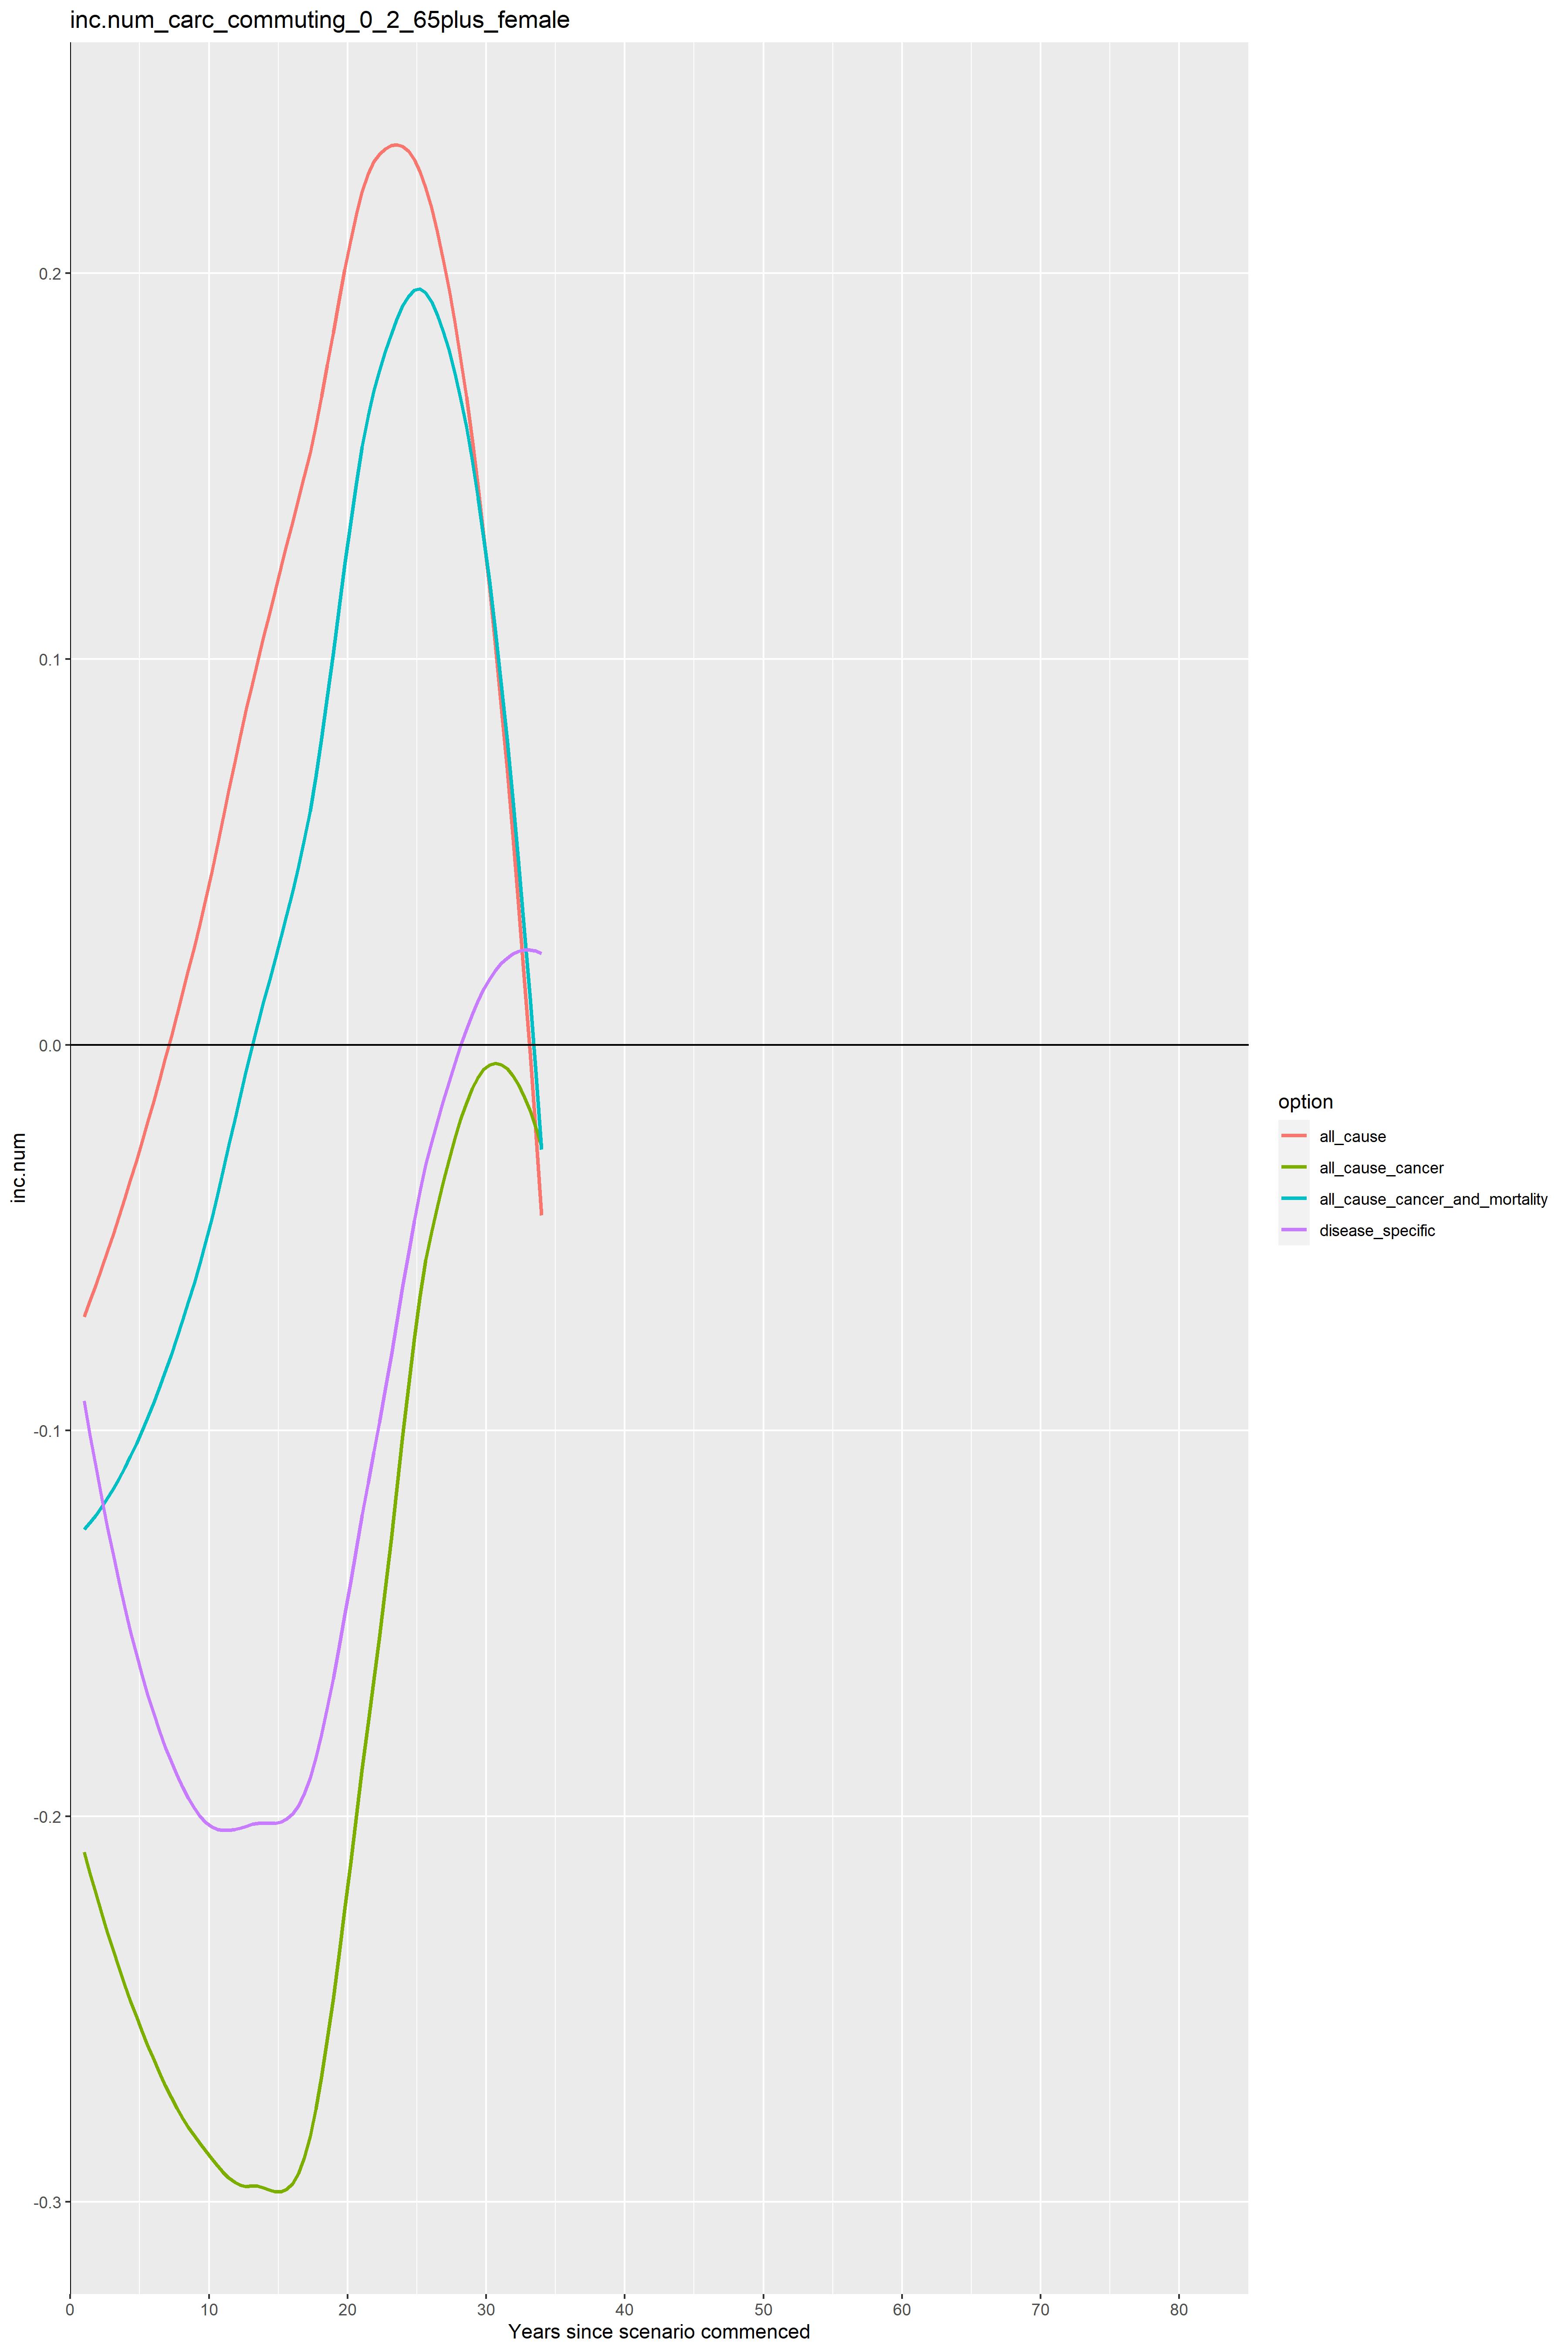 inc.num_carc_commuting_0_2_65plus_female
0.2
0.1
0.0
-0.1
-0.2
-0.3
inc.num
0 10 20 30 40 50 60 70 80
Years since scenario commenced
option
all_cause
all_cause_cancer
all_cause_cancer_and_mortality
disease_specific